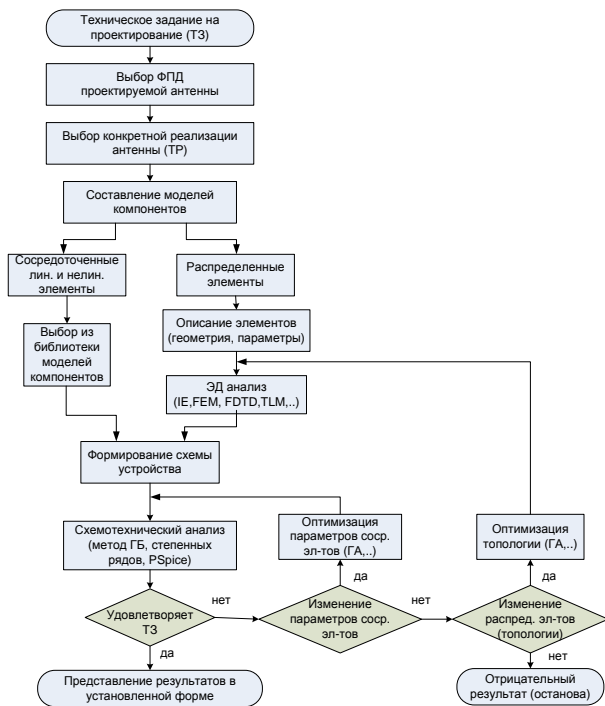 Техническое задание на
проектирование (ТЗ)
Выбор ФПД
проектируемой антенны
Выбор конкретной реализации
антенны (ТР)
Составление моделей
компонентов
Сосредоточенные
лин. и нелин.
элементы
Распределенные
элементы
Выбор из
библиотеки
моделей
компонентов
Описание элементов
(геометрия, параметры)
ЭД анализ
(IE,FEM, FDTD,TLM,..)
Формирование схемы
устройства
Схемотехнический анализ
(метод ГБ, степенных
рядов, PSpice)
Оптимизация
параметров соср.
эл-тов (ГА,..)
Оптимизация
топологии (ГА,..)
да
да
Удовлетворяет
ТЗ
нет
Изменение
параметров соср.
эл-тов
нет
Изменение
распред. эл-тов
(топологии)
да
нет
Представление результатов в
установленной форме
Отрицательный
результат (останова)